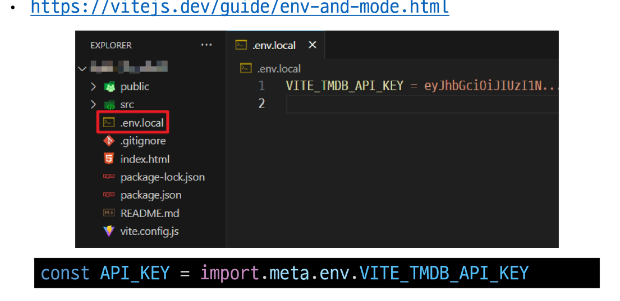 • https://vitejs.dev/guide/env-and-mode.html
EXPLORER ...
.env.local ×
.env.local
public
src
.env.local
.gitignore
index.html
package-lock.json
package.json
README.md
vite.config.js
1 VITE_TMDB_API_KEY = eyJhbGciOiJIUzI1N...
2
const API_KEY = import.meta.env.VITE_TMDB_API_KEY